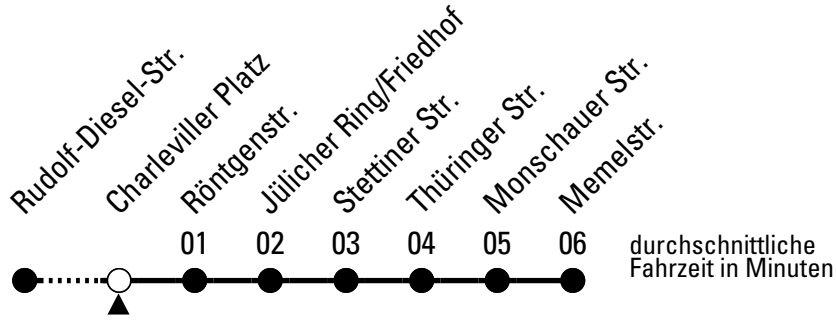 Rudolf-Diesel-Str.
Charleviller Platz
Röntgenstr.
Jülicher Ring/Friedhof
Stettiner Str.
Thüringer Str.
Monschauer Str.
Memelstr.
01 02 03 04 05 06
durchschnittliche
Fahrzeit in Minuten